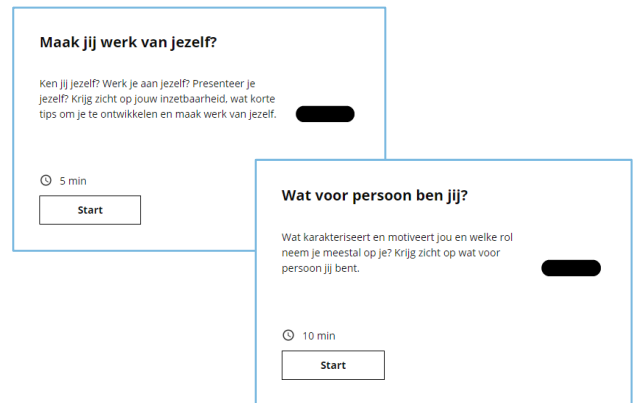 Maak jij werk van jezelf?
Ken jij jezelf? Werk je aan jezelf? Presenteer je
jezelf? Krijg zicht op jouw inzetbaarheid, wat korte
tips om je te ontwikkelen en maak werk van jezelf.
5 min
Start
Wat voor persoon ben jij?
Wat karakteriseert en motiveert jou en welke rol
neem je meestal op je? Krijg zicht op wat voor
persoon jij bent.
10 min
Start